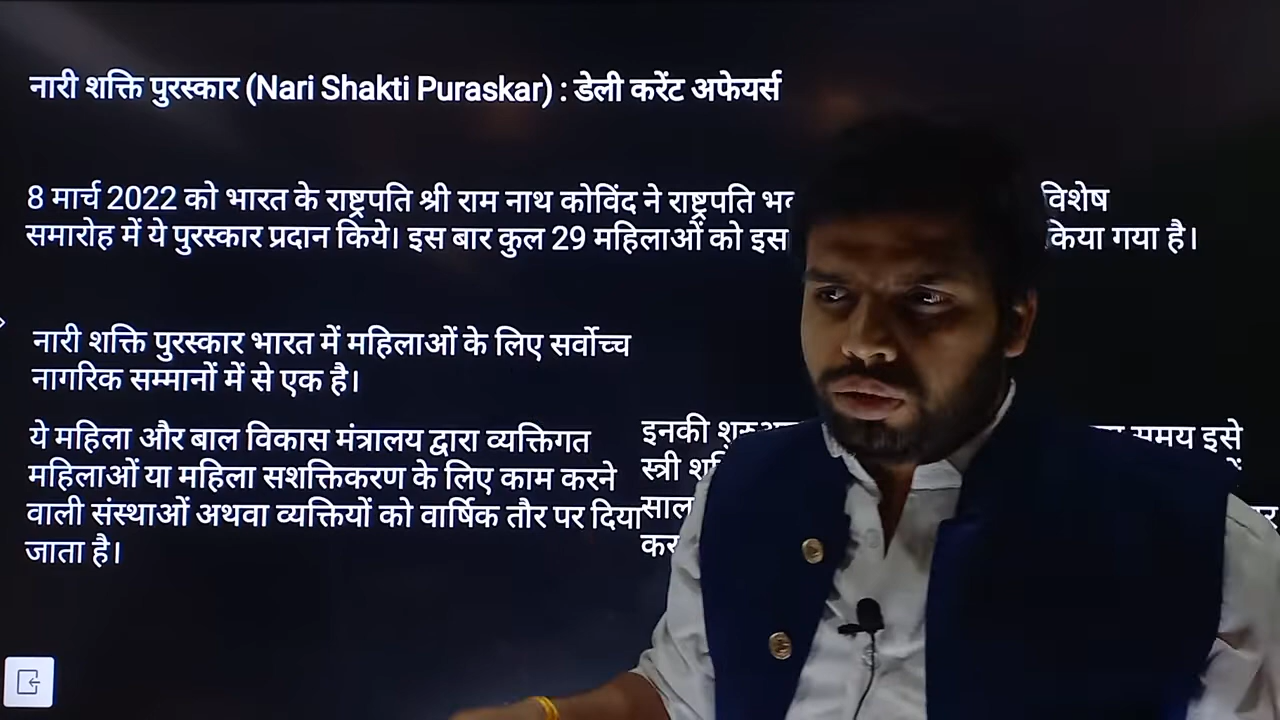 नारी शक्ति पुरस्कार (Nari Shakti Puraskar) : डेली करेंट अफेयर्स
8 मार्च 2022 को भारत के राष्ट्रपति श्री राम नाथ कोविंद ने राष्ट्रपति विशेष
समारोह में ये पुरस्कार प्रदान किये। इस बार कुल 29 महिलाओं को इस किया गया है।
नारी शक्ति पुरस्कार भारत में महिलाओं के लिए सर्वोच्च
नागरिक सम्मानों में से एक है।
ये महिला और बाल विकास मंत्रालय द्वारा व्यक्तिगत
महिलाओं या महिला सशक्तिकरण के लिए काम करने
वाली संस्थाओं अथवा व्यक्तियों को वार्षिक तौर पर दिया
जाता है।
इनकी समय इसे
स्त्री
साल